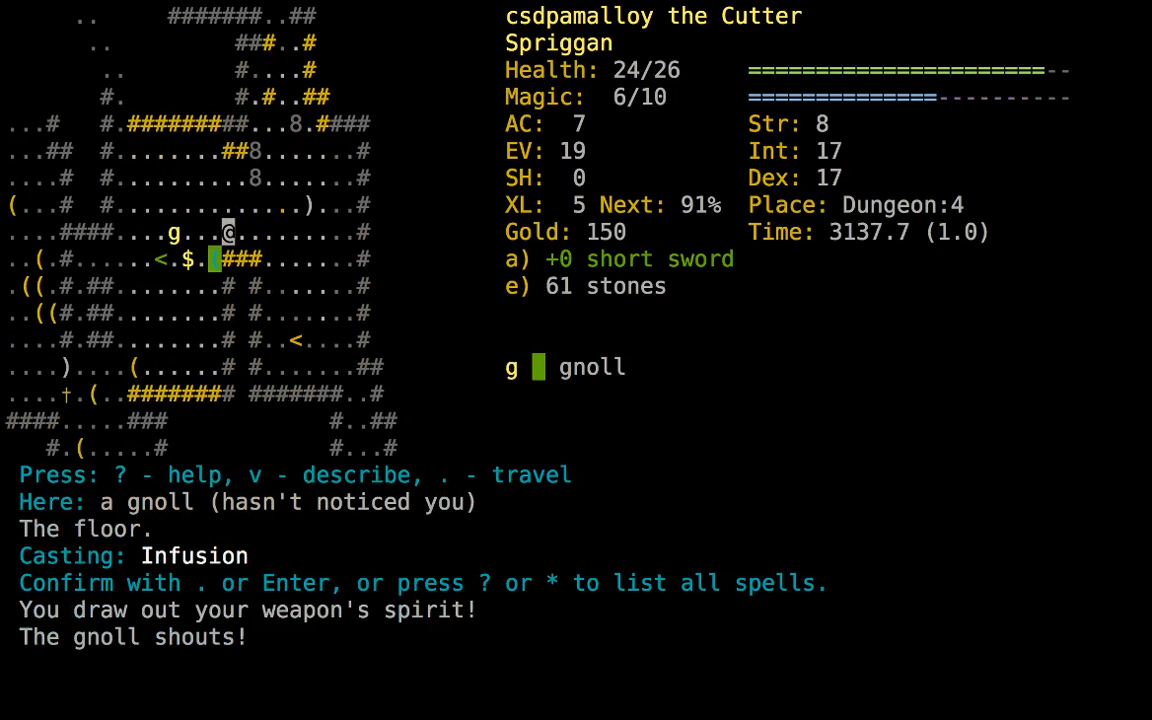 ..      #######..##              csdpamalloy the Cutter
       ..          ###..#              Spriggan
        ..         #....#              Health: 24/26     ======================--
       #.         #.#..##              Magic:  6/10      ==============----------
...#   #.#########...8.####            AC:  7            Str: 8
...##  #........##8.......#            EV: 19            Int: 17
....#  #.........8.......#             SH:  0            Dex: 17
(...#  #.............)...#             XL:  5 Next: 91%  Place: Dungeon:4
....####....g...@.........#            Gold: 150         Time: 3137.7 (1.0)
..(.#......<.$.(###.......#            a) +0 short sword
.((#.##........# #.......#             e) 61 stones
..((#.##........# #.......#
....#.##........# #..<....#
....)....(......# #.......##           g   gnoll
....†.(..######## #######..#
####.....###            #..##
   #.(.....#            #...#
Press: ? - help, v - describe, . - travel
Here: a gnoll (hasn't noticed you)
The floor.
Casting: Infusion
Confirm with . or Enter, or press ? or * to list all spells.
You draw out your weapon's spirit!
The gnoll shouts!